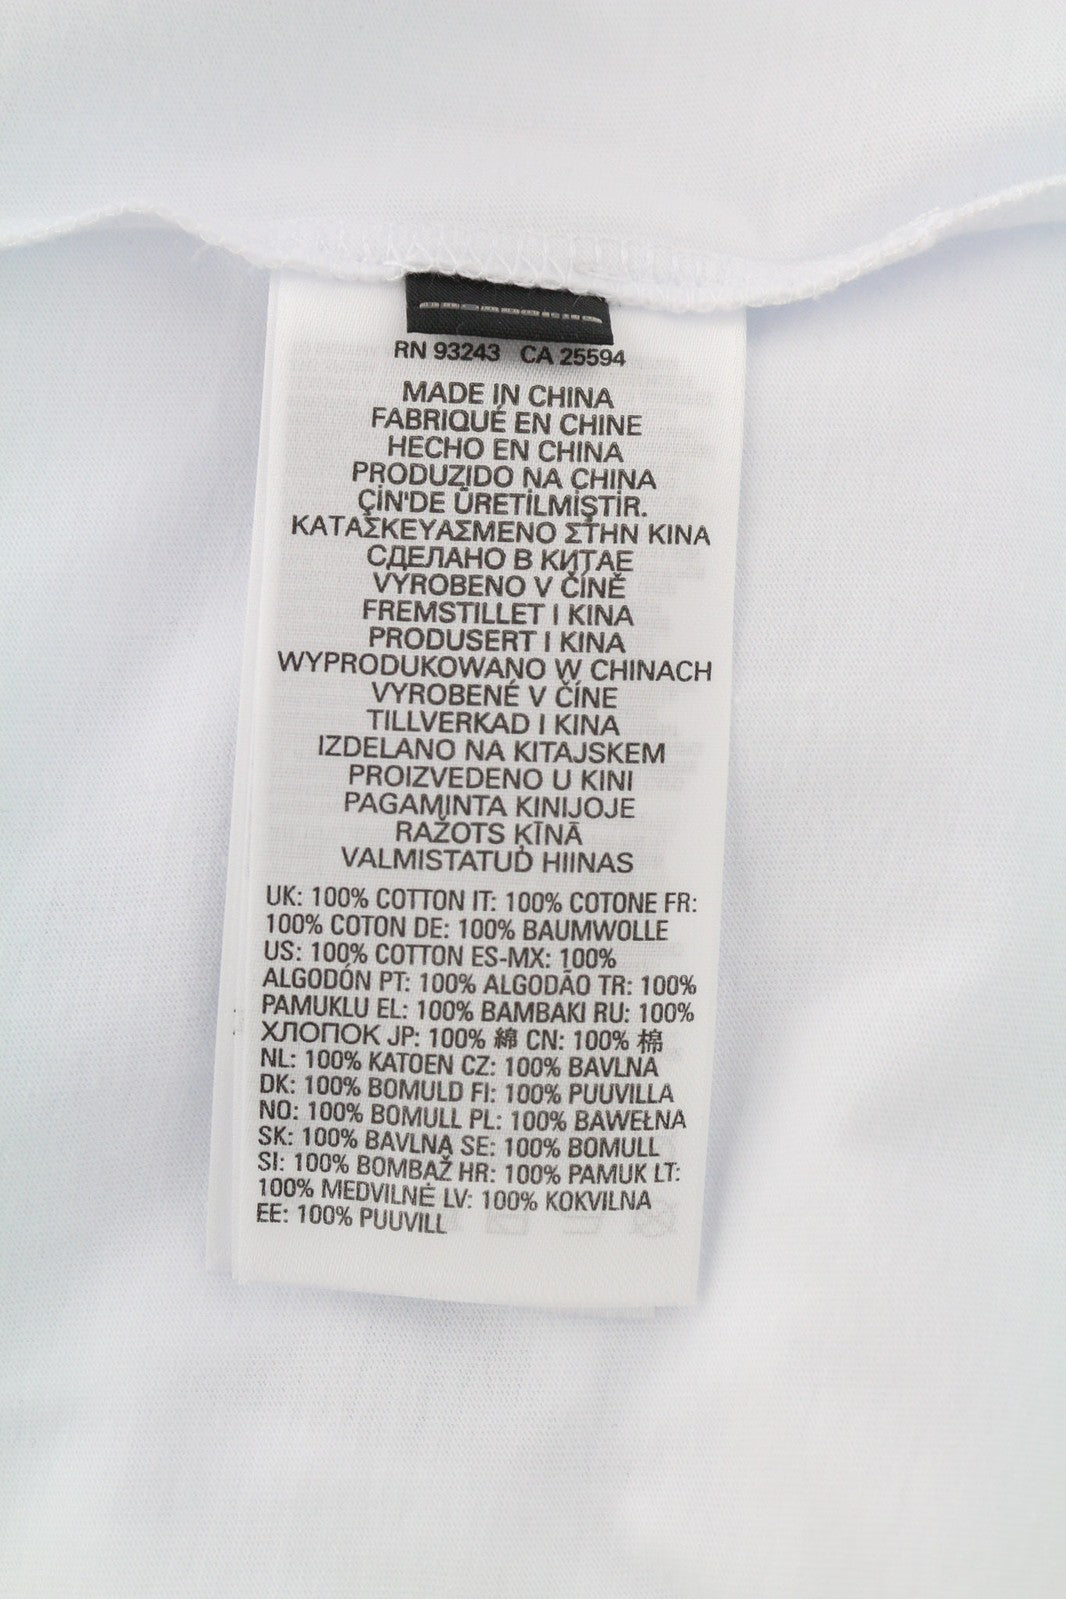 RN 93243 CA 25594
MADE IN CHINA
FABRIQUÉ EN CHINE
HECHO EN CHINA
PRODUZIDO NA CHINA
ÇİN'DE ÜRETİLMİŞTİR.
ΚΑΤΑΣΚΕΥΑΣΜΕΝΟ ΣΤΗΝ ΚΙΝΑ
СДЕЛАНО В КИТАЕ
VYROBENO V ČÍNĚ
FREMSTILLET I KINA
PRODUSERT I KINA
WYPRODUKOWANO W CHINACH
VYROBENÉ V ČÍNE
TILLVERKAD I KINA
IZDELANO NA KITAJSKEM
PROIZVEDENO U KINI
PAGAMINTA KINIJOJE
RAŽOTS ĶĪNĀ
VALMISTATUD HIINAS
UK: 100% COTTON IT: 100% COTONE FR:
100% COTON DE: 100% BAUMWOLLE
US: 100% COTTON ES-MX: 100%
ALGODÓN PT: 100% ALGODÃO TR: 100%
PAMUKLU EL: 100% ΒΑΜΒΑΚΙ RU: 100%
ХЛОПОК JP: 100% 綿 CN: 100% 棉
NL: 100% KATOEN CZ: 100% BAVLNA
DK: 100% BOMULD FI: 100% PUUVILLA
NO: 100% BOMULL PL: 100% BAWEŁNA
SK: 100% BAVLNA SE: 100% BOMULL
SI: 100% BOMBAŽ HR: 100% PAMUK LT:
100% MEDVILNĖ LV: 100% KOKVILNA
EE: 100% PUUVILL